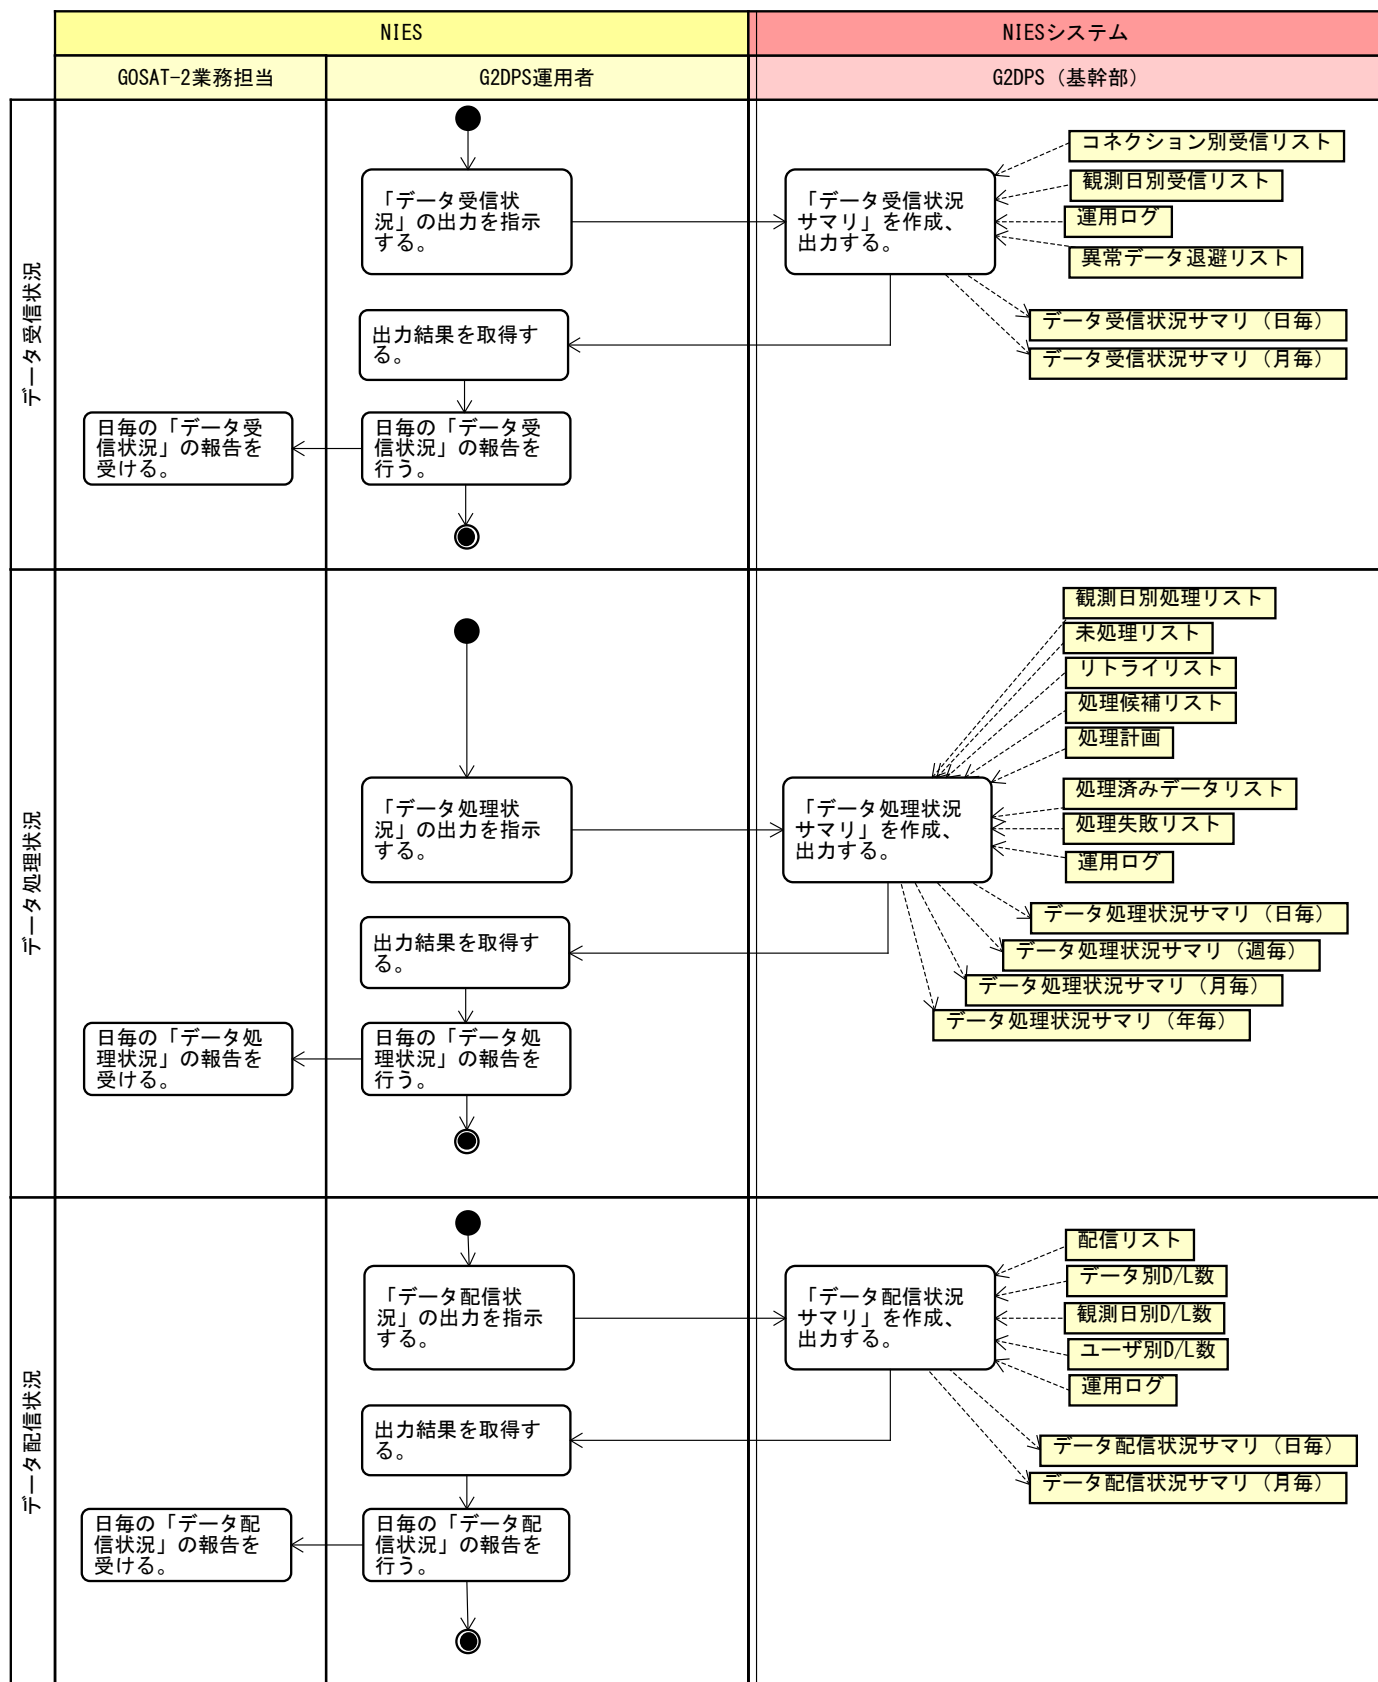 NIES
NIESシステム
GOSAT-2業務担当
G2DPS運用者
G2DPS（基幹部）
データ受信状況
「データ受信状
況」の出力を指示
する。
「データ受信状況
サマリ」を作成、
出力する。
コネクション別受信リスト
観測日別受信リスト
運用ログ
異常データ退避リスト
データ受信状況サマリ（日毎）
データ受信状況サマリ（月毎）
出力結果を取得す
る。
日毎の「データ受
信状況」の報告を
受ける。
日毎の「データ受
信状況」の報告を
行う。
データ処理状況
観測日別処理リスト
未処理リスト
リトライリスト
処理候補リスト
処理計画
処理済みデータリスト
処理失敗リスト
運用ログ
「データ処理状
況」の出力を指示
する。
「データ処理状況
サマリ」を作成、
出力する。
データ処理状況サマリ（日毎）
データ処理状況サマリ（週毎）
データ処理状況サマリ（月毎）
データ処理状況サマリ（年毎）
出力結果を取得す
る。
日毎の「データ処
理状況」の報告を
受ける。
日毎の「データ処
理状況」の報告を
行う。
データ配信状況
「データ配信状
況」の出力を指示
する。
「データ配信状況
サマリ」を作成、
出力する。
配信リスト
データ別D/L数
観測日別D/L数
ユーザ別D/L数
運用ログ
データ配信状況サマリ（日毎）
データ配信状況サマリ（月毎）
出力結果を取得す
る。
日毎の「データ配
信状況」の報告を
受ける。
日毎の「データ配
信状況」の報告を
行う。